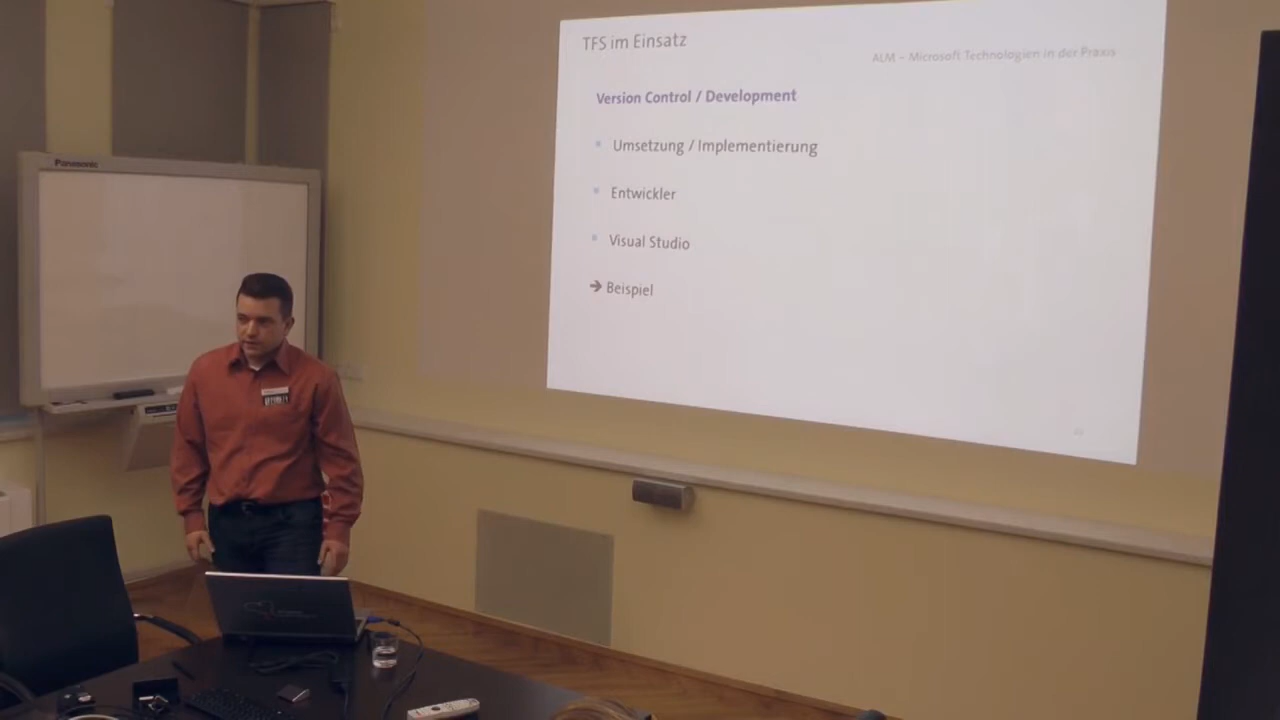 TFS im Einsatz
ALM – Microsoft Technologien in der Praxis
Version Control / Development
Umsetzung / Implementierung
Entwickler
Visual Studio
➔ Beispiel
Panasonic